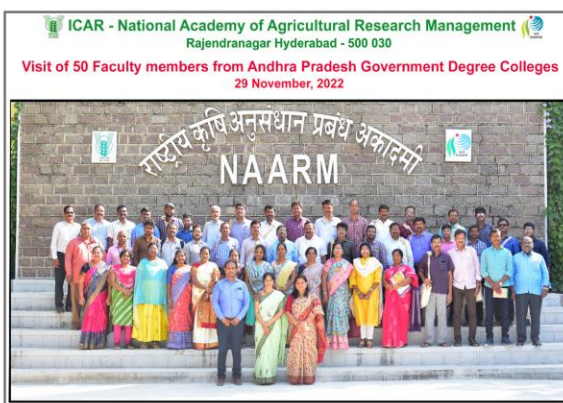 ICAR - National Academy of Agricultural Research Management
Rajendranagar Hyderabad - 500 030
Visit of 50 Faculty members from Andhra Pradesh Government Degree Colleges
29 November, 2022
राष्ट्रीय कृषि अनुसंधान प्रबंध अकादमी
NAARM